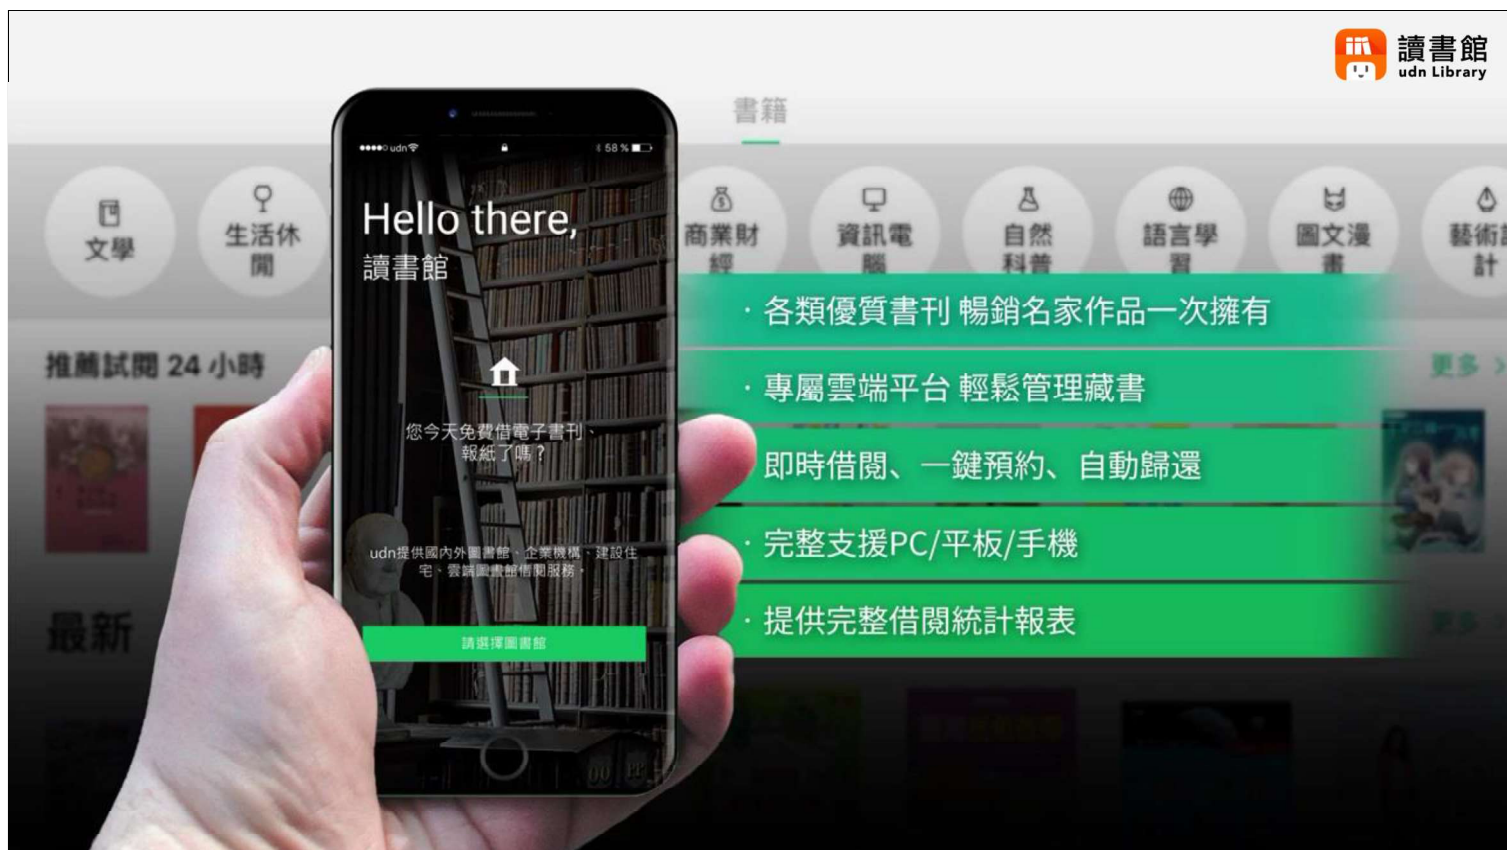 讀書館
udn Library
書籍
文學
生活休
閒
商業財
經
資訊電
腦
自然
科普
語言學
習
圖文漫
畫
藝術設
計
推薦試閱 24 小時
更多
最新
更多
udn
58 %
Hello there,
讀書館
您今天免費借電子書刊、
報紙了嗎？
udn提供國內外圖書館、企業機構、建設住
宅、雲端圖書館借閱服務。
請選擇圖書館
· 各類優質書刊 暢銷名家作品一次擁有
· 專屬雲端平台 輕鬆管理藏書
即時借閱、一鍵預約、自動歸還
· 完整支援PC/平板/手機
· 提供完整借閱統計報表